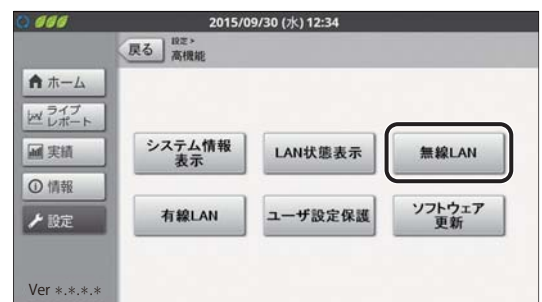 2015/09/30 (水) 12:34
戻る
設定 >
高機能
ホーム
ライブ
レポート
実績
情報
設定
システム情報
表示
LAN状態表示
無線LAN
有線LAN
ユーザ設定保護
ソフトウェア
更新
Ver *.*.*.*